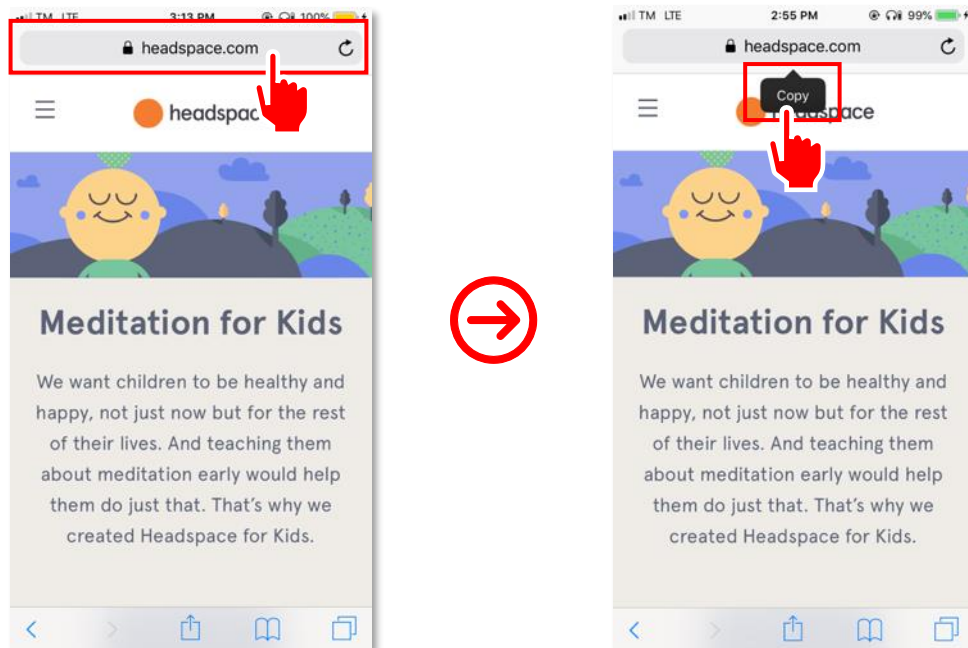 TM LTE 3:13 PM 100%
headspace.com
headspac
Meditation for Kids
We want children to be healthy and
happy, not just now but for the rest
of their lives. And teaching them
about meditation early would help
them do just that. That's why we
created Headspace for Kids.
TM LTE 2:55 PM 99%
headspace.com
Copy
headspace
Meditation for Kids
We want children to be healthy and
happy, not just now but for the rest
of their lives. And teaching them
about meditation early would help
them do just that. That's why we
created Headspace for Kids.